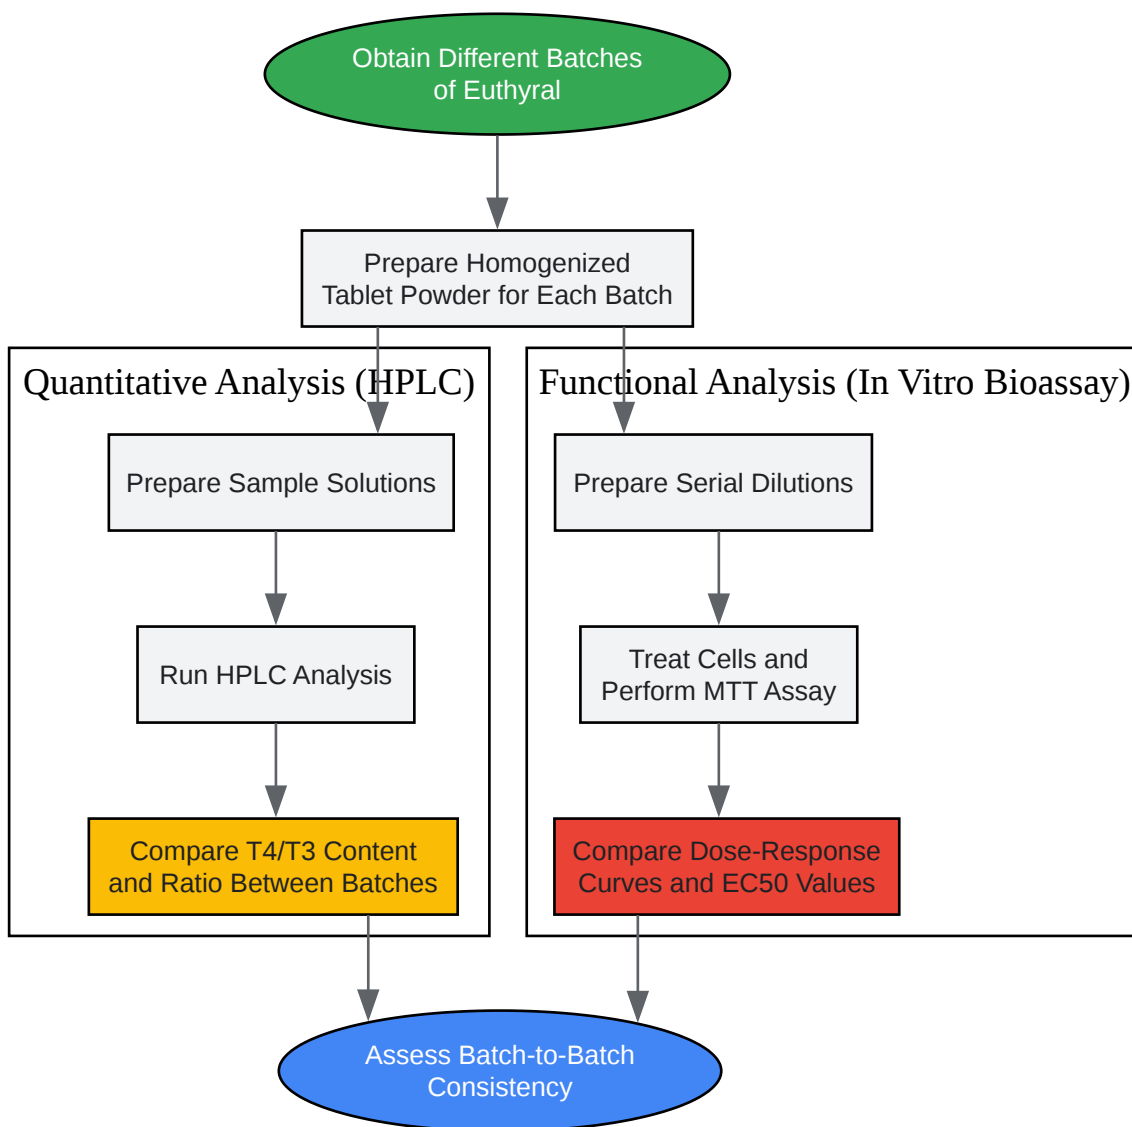 Obtain Different Batches
of Euthyral
Prepare Homogenized
Tablet Powder for Each Batch
Quantitative Analysis (HPLC)
Prepare Sample Solutions
Run HPLC Analysis
Compare T4/T3 Content
and Ratio Between Batches
Functional Analysis (In Vitro Bioassay)
Prepare Serial Dilutions
Treat Cells and
Perform MTT Assay
Compare Dose-Response
Curves and EC50 Values
Assess Batch-to-Batch
Consistency